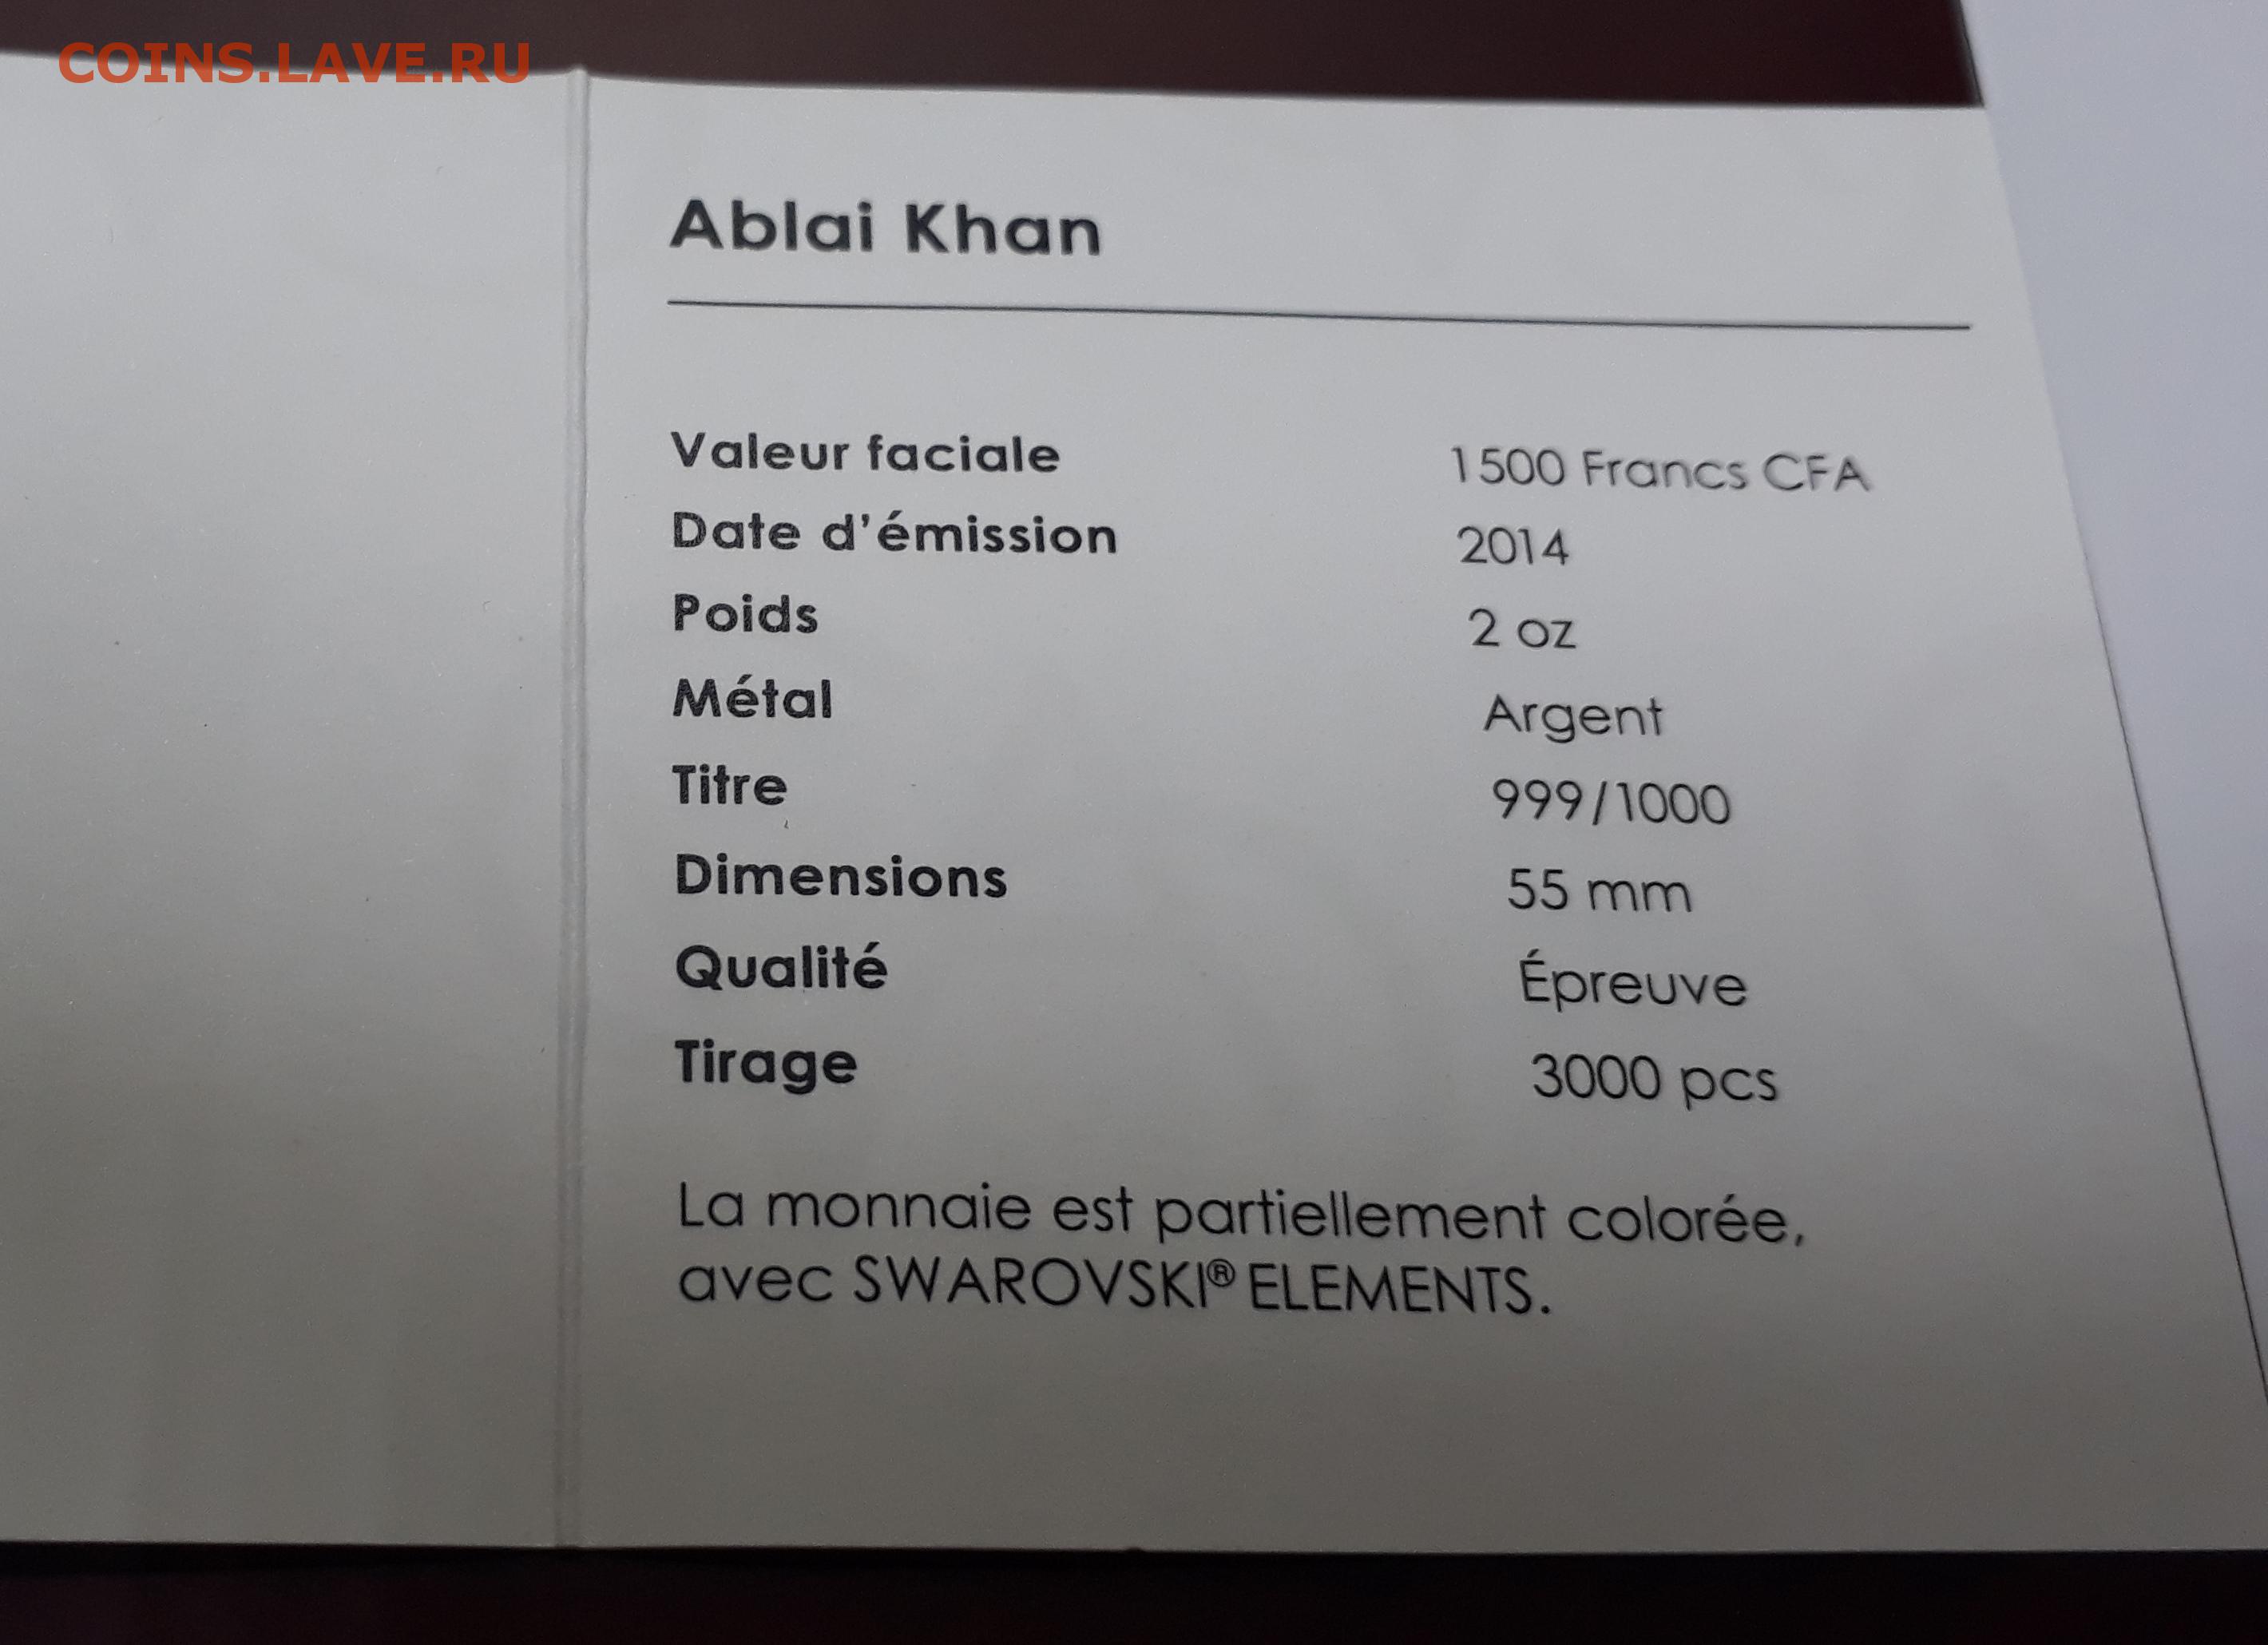 COINS.LAVE.RU
Ablai Khan
Valeur faciale 1500 Francs CFA
Date d'émission 2014
Poids 2 oz
Métal Argent
Titre 999/1000
Dimensions 55 mm
Qualité Épreuve
Tirage 3000 pcs
La monnaie est partiellement colorée,
avec SWAROVSKI® ELEMENTS.